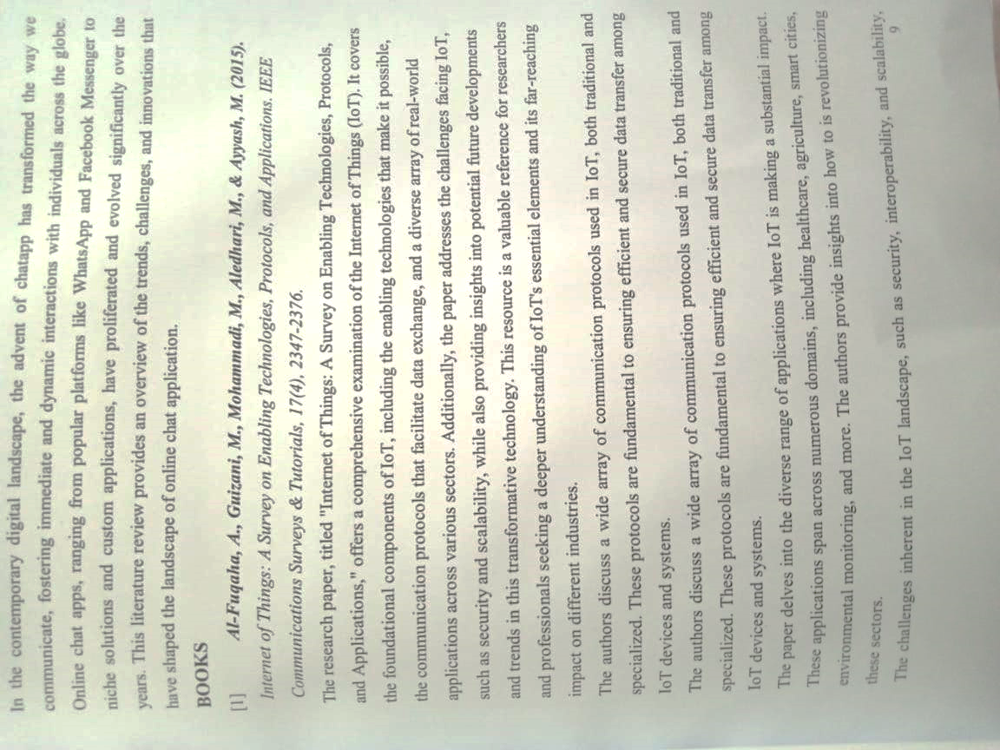 In the contemporary digital landscape, the advent of chatapp has transformed the way we
communicate, fostering immediate and dynamic interactions with individuals across the globe.
Online chat apps, ranging from popular platforms like WhatsApp and Facebook Messenger to
niche solutions and custom applications, have proliferated and evolved significantly over the
years. This literature review provides an overview of the trends, challenges, and innovations that
have shaped the landscape of online chat application.
BOOKS
[1] Al-Fuqaha, A., Guizani, M., Mohammadi, M., Aledhari, M., & Ayyash, M. (2015).
Internet of Things: A Survey on Enabling Technologies, Protocols, and Applications. IEEE
Communications Surveys & Tutorials, 17(4), 2347-2376.
The research paper, titled "Internet of Things: A Survey on Enabling Technologies, Protocols,
and Applications," offers a comprehensive examination of the Internet of Things (IoT). It covers
the foundational components of IoT, including the enabling technologies that make it possible,
the communication protocols that facilitate data exchange, and a diverse array of real-world
applications across various sectors. Additionally, the paper addresses the challenges facing IoT,
such as security and scalability, while also providing insights into potential future developments
and trends in this transformative technology. This resource is a valuable reference for researchers
and professionals seeking a deeper understanding of IoT's essential elements and its far-reaching
impact on different industries.
The authors discuss a wide array of communication protocols used in IoT, both traditional and
specialized. These protocols are fundamental to ensuring efficient and secure data transfer among
IoT devices and systems.
The authors discuss a wide array of communication protocols used in IoT, both traditional and
specialized. These protocols are fundamental to ensuring efficient and secure data transfer among
IoT devices and systems.
The paper delves into the diverse range of applications where IoT is making a substantial impact.
These applications span across numerous domains, including healthcare, agriculture, smart cities,
environmental monitoring, and more. The authors provide insights into how to is revolutionizing
these sectors.
The challenges inherent in the IoT landscape, such as security, interoperability, and scalability,
9